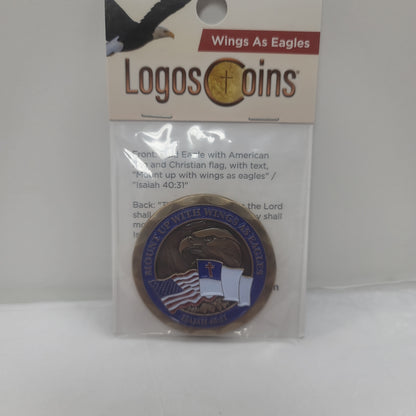 Wings As Eagles
Logos Coins®
Front: Eagle with American
and Christian flag, with text,
"Mount up with wings as eagles" /
"Isaiah 40:31"
Back: the Lord
shall shall
MOUNT UP WITH WINGS AS EAGLES
ISAIAH 40:31